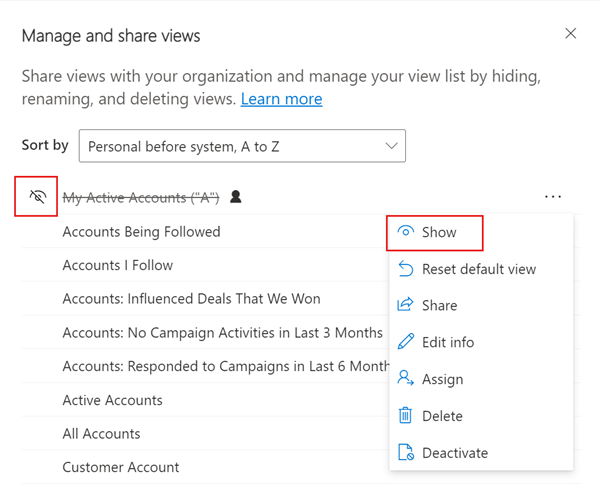 Manage and share views
Share views with your organization and manage your view list by hiding,
renaming, and deleting views. Learn more
Sort by Personal before system, A to Z
My Active Accounts ("A")
Accounts Being Followed
Accounts I Follow
Accounts: Influenced Deals That We Won
Accounts: No Campaign Activities in Last 3 Months
Accounts: Responded to Campaigns in Last 6 Month
Active Accounts
All Accounts
Customer Account
Show
Reset default view
Share
Edit info
Assign
Delete
Deactivate